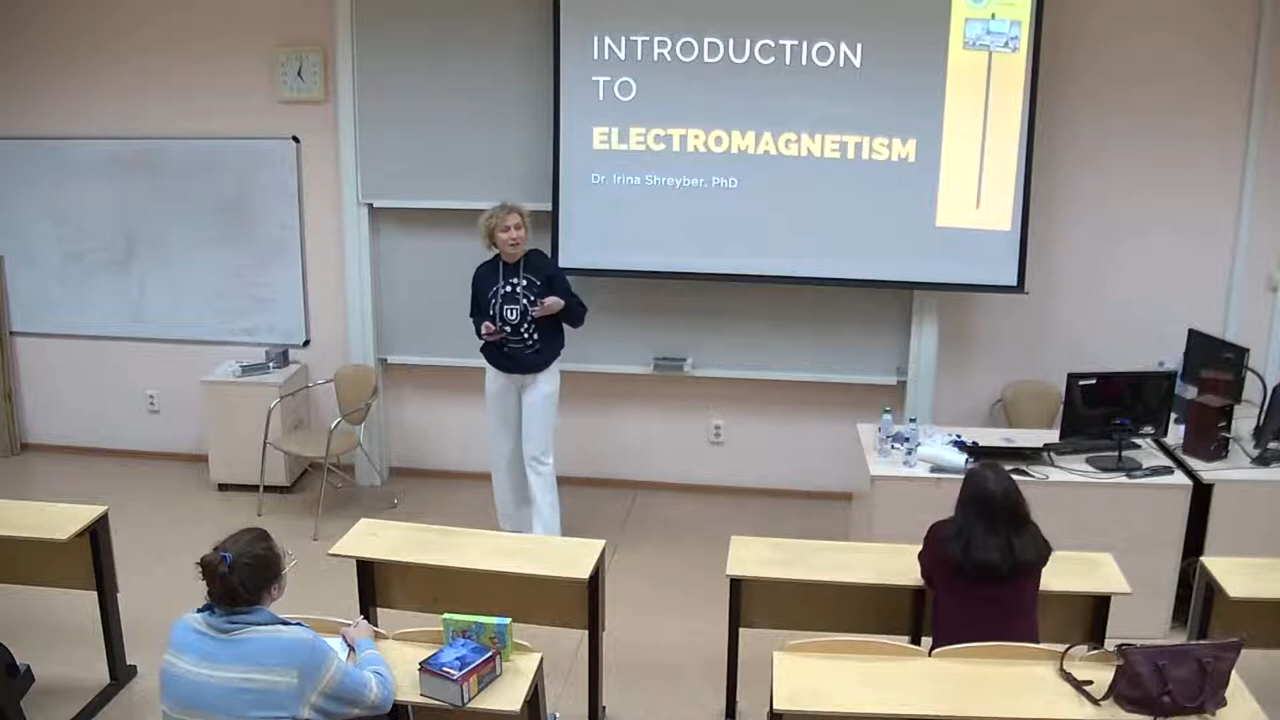 INTRODUCTION
TO
ELECTROMAGNETISM
Dr. Irina Shreyber, PhD
U